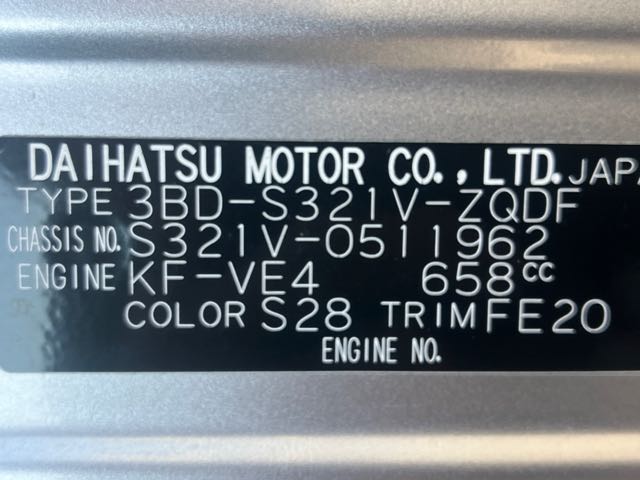 DAIHATSU MOTOR CO.,LTD. JAPA
TYPE 3BD-S321V-ZQDF
CHASSIS NO. S321V-0511962
ENGINE KF-VE4 658cc
COLOR S28 TRIM FE20
ENGINE NO.